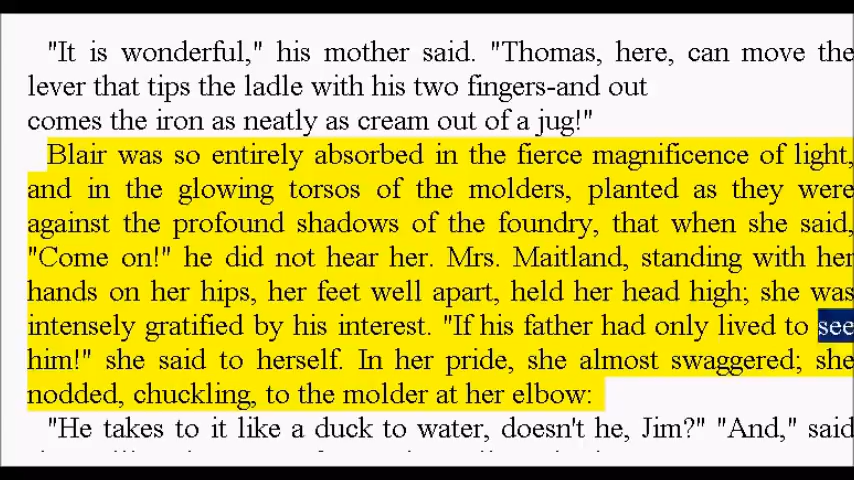 "It is wonderful," his mother said. "Thomas, here, can move the
lever that tips the ladle with his two fingers-and out
comes the iron as neatly as cream out of a jug!"
Blair was so entirely absorbed in the fierce magnificence of light,
and in the glowing torsos of the molders, planted as they were
against the profound shadows of the foundry, that when she said,
"Come on!" he did not hear her. Mrs. Maitland, standing with her
hands on her hips, her feet well apart, held her head high; she was
intensely gratified by his interest. "If his father had only lived to see
him!" she said to herself. In her pride, she almost swaggered; she
nodded, chuckling, to the molder at her elbow:
"He takes to it like a duck to water, doesn't he, Jim?" "And," said